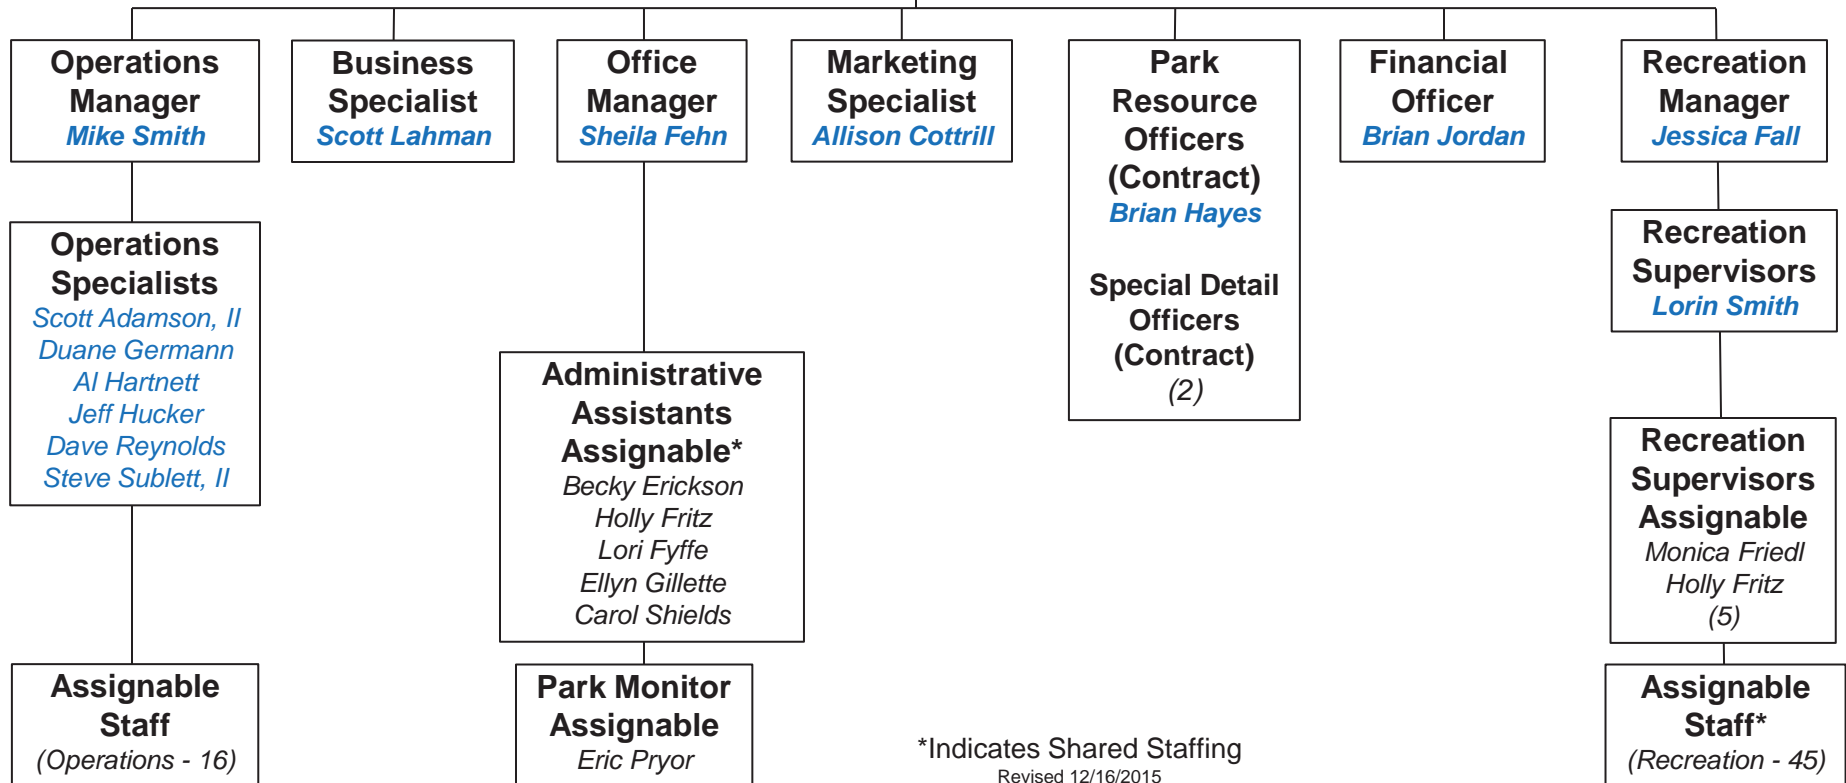 Operations
Manager
Mike Smith
Business
Specialist
Scott Lahman
Office
Manager
Sheila Fehn
Marketing
Specialist
Allison Cottrill
Park
Resource
Officers
(Contract)
Brian Hayes
Special Detail
Officers
(Contract)
(2)
Financial
Officer
Brian Jordan
Recreation
Manager
Jessica Fall
Operations
Specialists
Scott Adamson, II
Duane Germann
Al Hartnett
Jeff Hucker
Dave Reynolds
Steve Sublett, II
Recreation
Supervisors
Lorin Smith
Administrative
Assistants
Assignable*
Becky Erickson
Holly Fritz
Lori Fyffe
Ellyn Gillette
Carol Shields
Recreation
Supervisors
Assignable
Monica Friedl
Holly Fritz
(5)
Assignable
Staff
(Operations - 16)
Park Monitor
Assignable
Eric Pryor
*Indicates Shared Staffing
Revised 12/16/2015
Assignable
Staff*
(Recreation - 45)